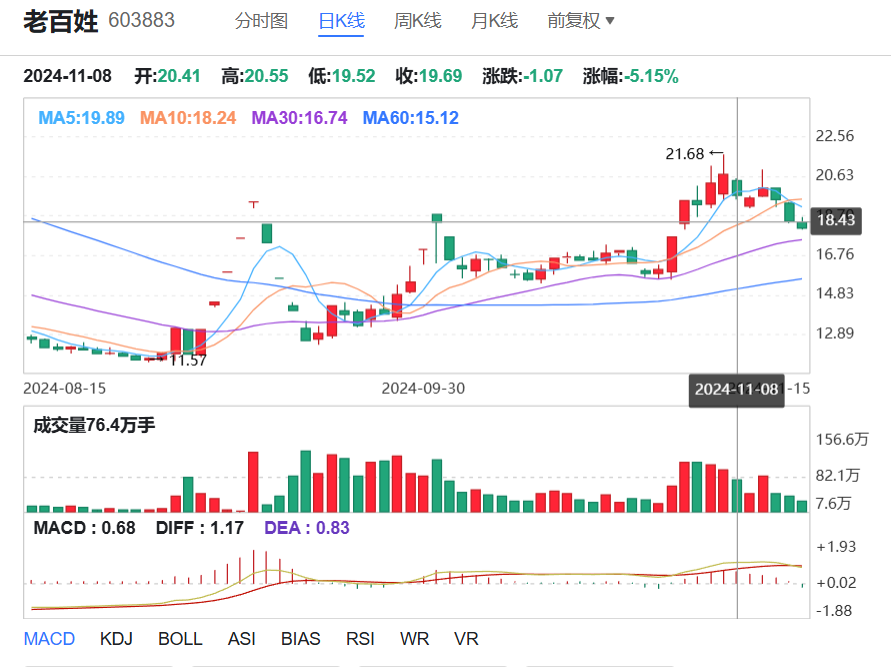 老百姓 603883 分时图 日K线 周K线 月K线 前复权▼
2024-11-08 开:20.41 高:20.55 低:19.52 收:19.69 涨跌:-1.07 涨幅:-5.15%
MA5:19.89 MA10:18.24 MA30:16.74 MA60:15.12
22.56
21.68
20.63
18.43
16.76
14.83
12.89
11.57
2024-08-15 2024-09-30 2024-11-08 1-15
成交量76.4万手
156.6万
82.1万
7.6万
MACD : 0.68 DIFF : 1.17 DEA : 0.83
+1.93
+0.02
-1.88
MACD KDJ BOLL ASI BIAS RSI WR VR